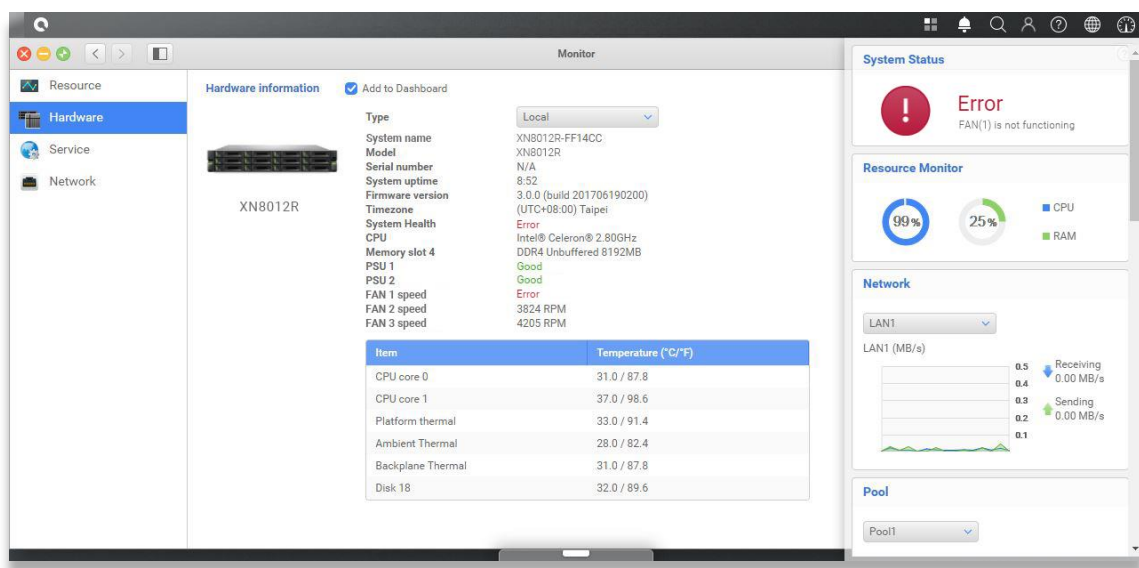 Monitor
Resource
Hardware
Service
Network
Hardware information
Add to Dashboard
XN8012R
Type Local
System name XN8012R-FF14CC
Model XN8012R
Serial number N/A
System uptime 8:52
Firmware version 3.0.0 (build 201706190200)
Timezone (UTC+08:00) Taipei
System Health Error
CPU Intel® Celeron® 2.80GHz
Memory slot 4 DDR4 Unbuffered 8192MB
PSU 1 Good
PSU 2 Good
FAN 1 speed Error
FAN 2 speed 3824 RPM
FAN 3 speed 4205 RPM
Item Temperature (°C/°F)
CPU core 0 31.0 / 87.8
CPU core 1 37.0 / 98.6
Platform thermal 33.0 / 91.4
Ambient Thermal 28.0 / 82.4
Backplane Thermal 31.0 / 87.8
Disk 18 32.0 / 89.6
System Status
Error
FAN(1) is not functioning
Resource Monitor
99%
25%
CPU
RAM
Network
LAN1
LAN1 (MB/s)
0.5
0.4
0.3
0.2
0.1
Receiving
0.00 MB/s
Sending
0.00 MB/s
Pool
Pool1